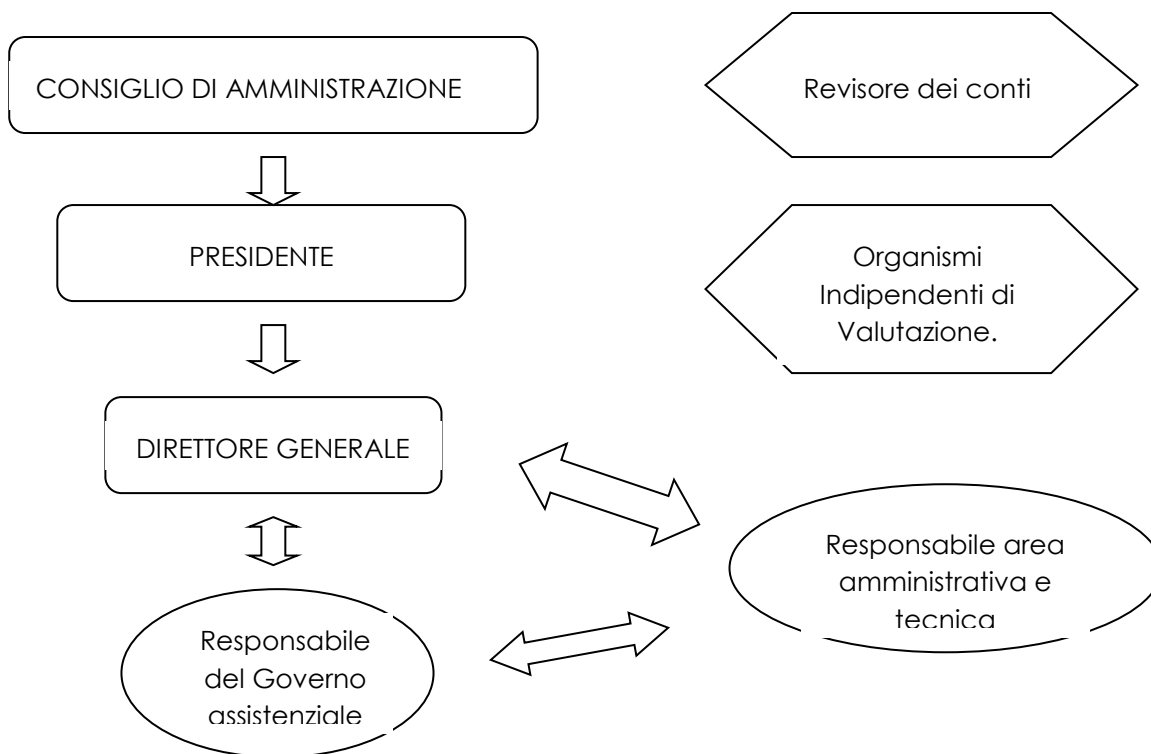 CONSIGLIO DI AMMINISTRAZIONE
Revisore dei conti
PRESIDENTE
Organismi
Indipendenti di
Valutazione.
DIRETTORE GENERALE
Responsabile area
amministrativa e
tecnica
Responsabile
del Governo
assistenziale